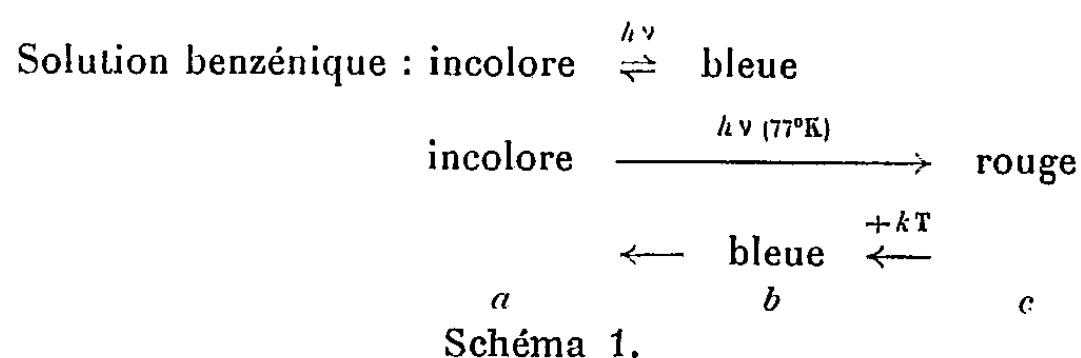 hν
Solution benzénique : incolore ⇌ bleue
hν (77°K)
incolore ⟶ rouge
+kT
← bleue ←
a b c
Schéma 1.